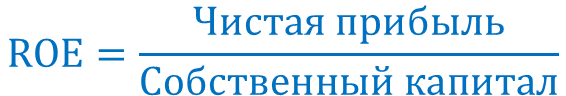 Чистая прибыль
ROE =
Собственный капитал